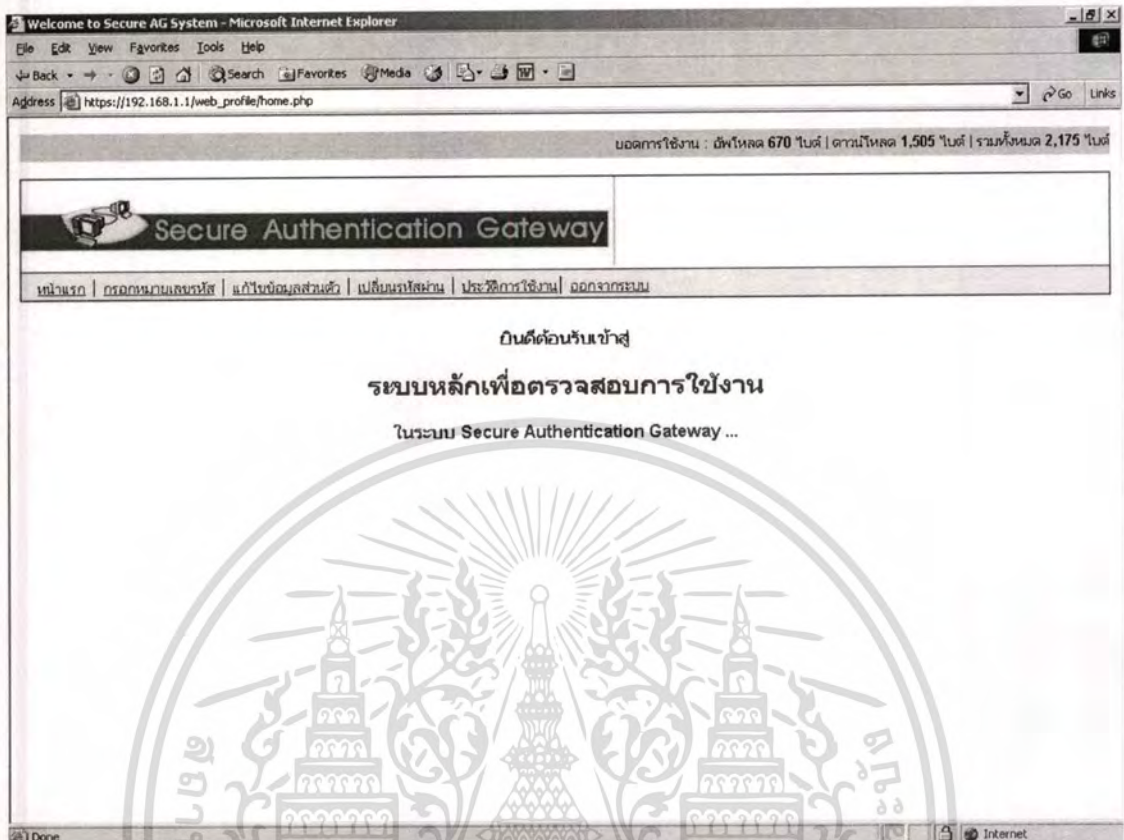 Welcome to Secure AG System - Microsoft Internet Explorer
File Edit View Favorites Tools Help
Back Search Favorites Media
Address https://192.168.1.1/web_profile/home.php Go Links
ยอดการใช้งาน : อัพโหลด 670 ไบต์ | ดาวน์โหลด 1,505 ไบต์ | รวมทั้งหมด 2,175 ไบต์
Secure Authentication Gateway
หน้าแรก | กรอกหมายเลขรหัส | แก้ไขข้อมูลส่วนตัว | เปลี่ยนรหัสผ่าน | ประวัติการใช้งาน | ออกจากระบบ
ยินดีต้อนรับเข้าสู่
ระบบหลักเพื่อตรวจสอบการใช้งาน
ในระบบ Secure Authentication Gateway ...
Done Internet